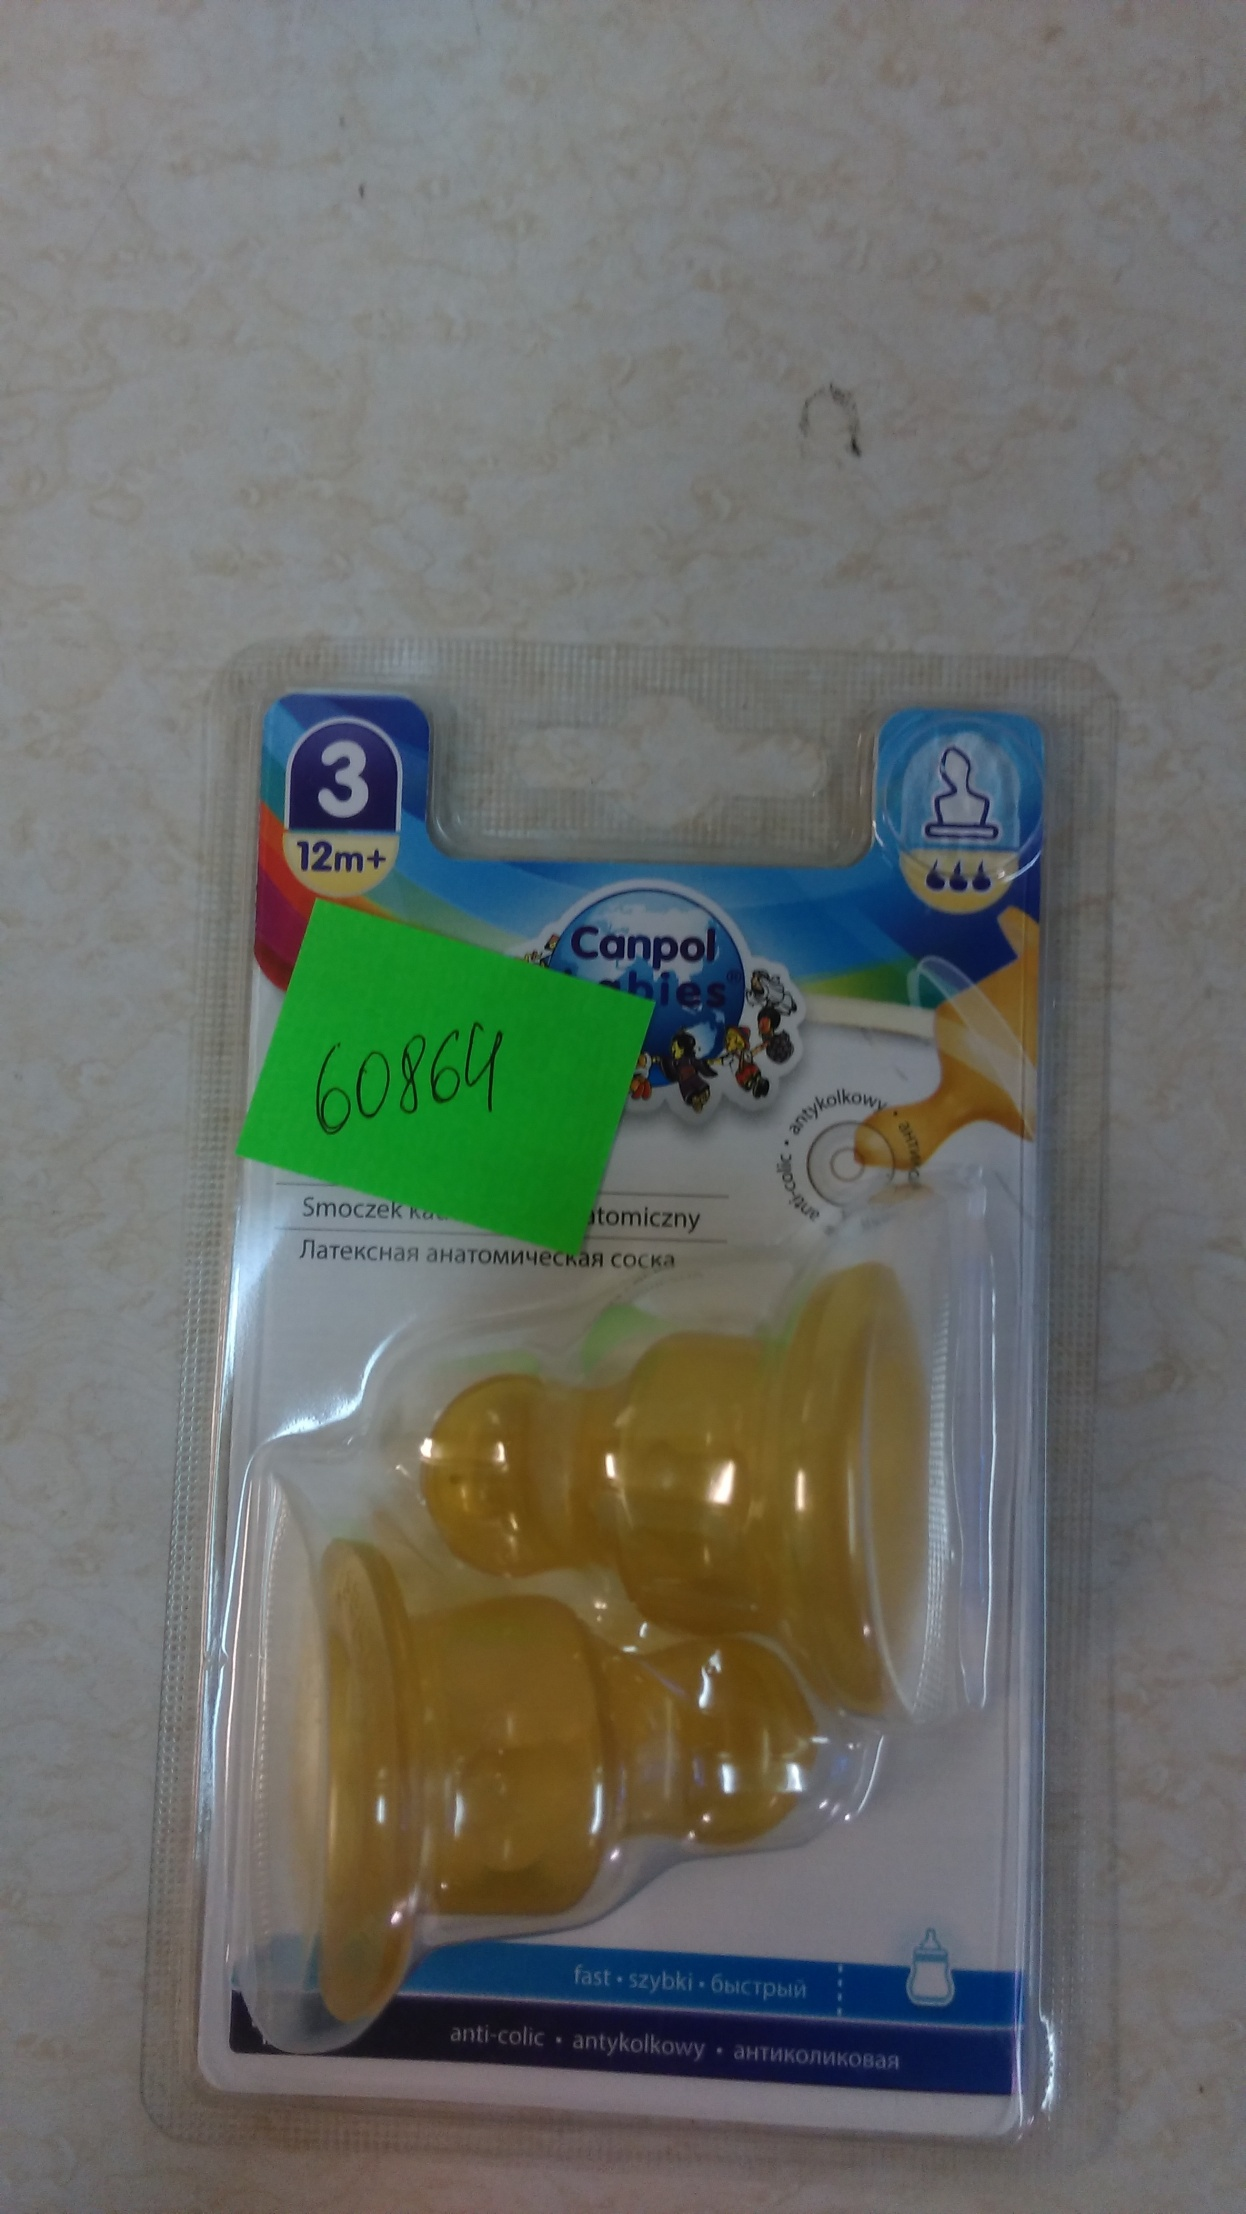 3
12m+
Canpol
babies®
60864
anti-colic • antykolkowy •
Smoczek atomiczny
Латексная анатомическая соска
fast • szybki • быстрый
anti-colic • antykolkowy • антиколиковая